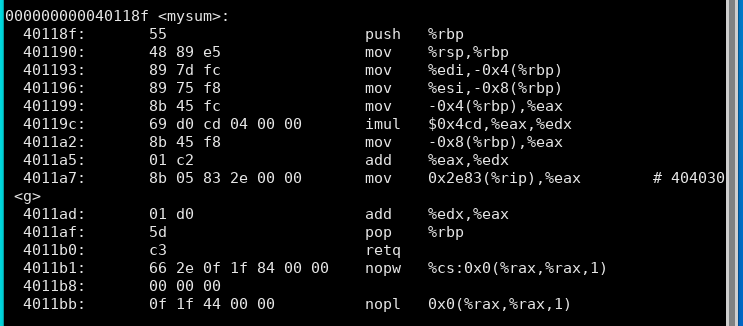 000000000040118f <mysum>:
  40118f:	55                   	push   %rbp
  401190:	48 89 e5             	mov    %rsp,%rbp
  401193:	89 7d fc             	mov    %edi,-0x4(%rbp)
  401196:	89 75 f8             	mov    %esi,-0x8(%rbp)
  401199:	8b 45 fc             	mov    -0x4(%rbp),%eax
  40119c:	69 d0 cd 04 00 00    	imul   $0x4cd,%eax,%edx
  4011a2:	8b 45 f8             	mov    -0x8(%rbp),%eax
  4011a5:	01 c2                	add    %eax,%edx
  4011a7:	8b 05 83 2e 00 00    	mov    0x2e83(%rip),%eax        # 404030
 <g>
  4011ad:	01 d0                	add    %edx,%eax
  4011af:	5d                   	pop    %rbp
  4011b0:	c3                   	retq
  4011b1:	66 2e 0f 1f 84 00 00 	nopw   %cs:0x0(%rax,%rax,1)
  4011b8:	00 00 00
  4011bb:	0f 1f 44 00 00       	nopl   0x0(%rax,%rax,1)